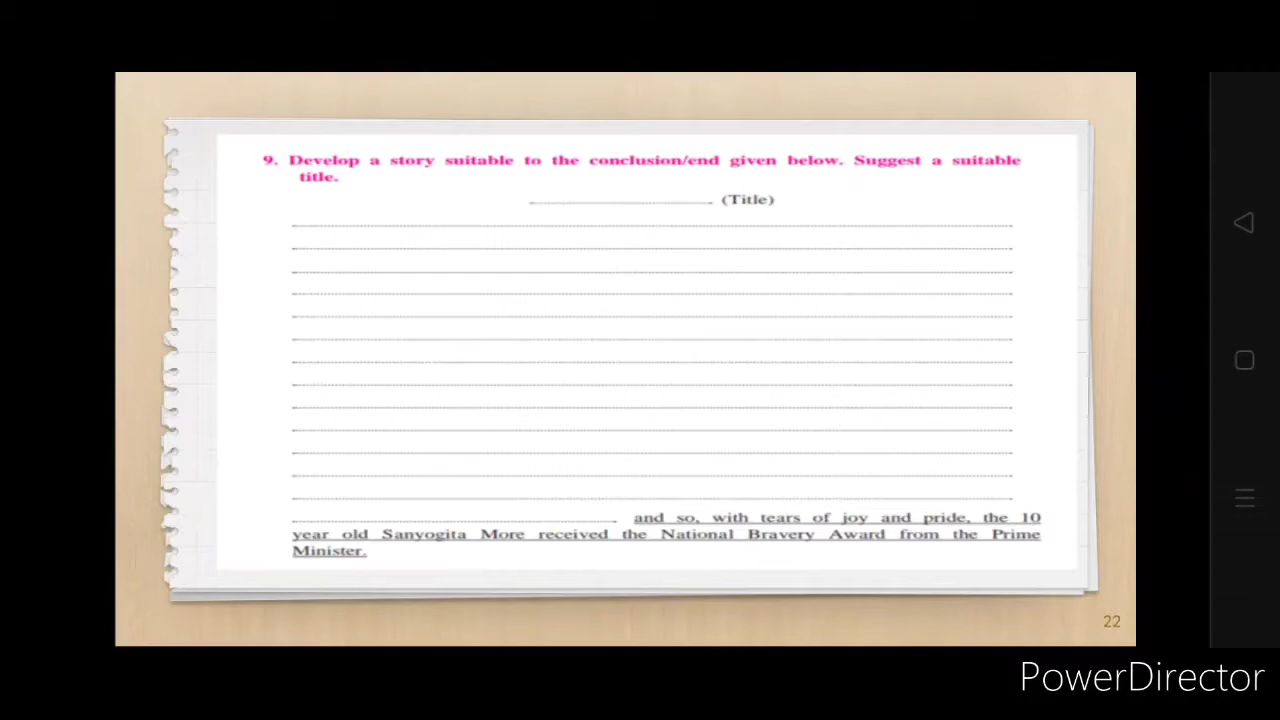 9. Develop a story suitable to the conclusion/end given below. Suggest a suitable
title.
(Title)
and so, with tears of joy and pride, the 10
year old Sanyogita More received the National Bravery Award from the Prime
Minister.
22
PowerDirector